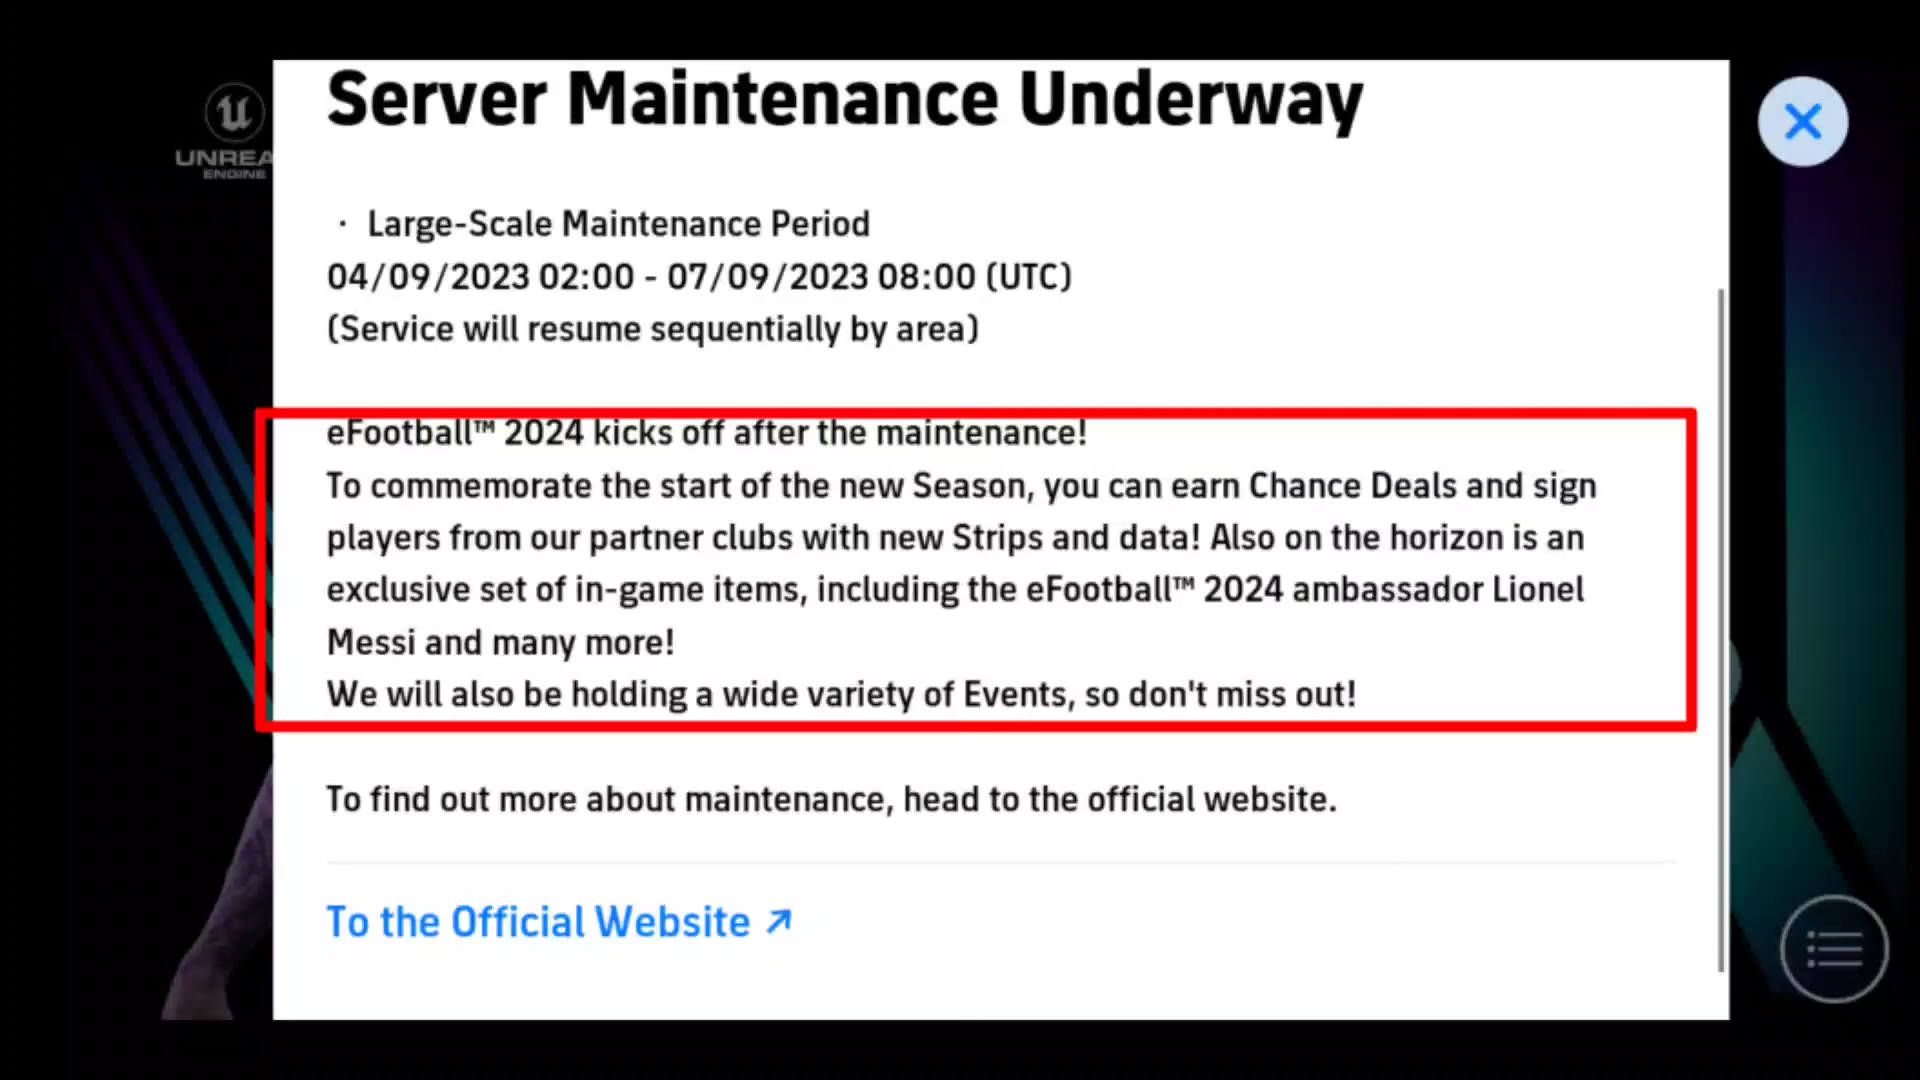 Server Maintenance Underway
UNREA
ENGINE
· Large-Scale Maintenance Period
04/09/2023 02:00 - 07/09/2023 08:00 (UTC)
(Service will resume sequentially by area)
eFootball™ 2024 kicks off after the maintenance!
To commemorate the start of the new Season, you can earn Chance Deals and sign
players from our partner clubs with new Strips and data! Also on the horizon is an
exclusive set of in-game items, including the eFootball™ 2024 ambassador Lionel
Messi and many more!
We will also be holding a wide variety of Events, so don't miss out!
To find out more about maintenance, head to the official website.
To the Official Website ↗